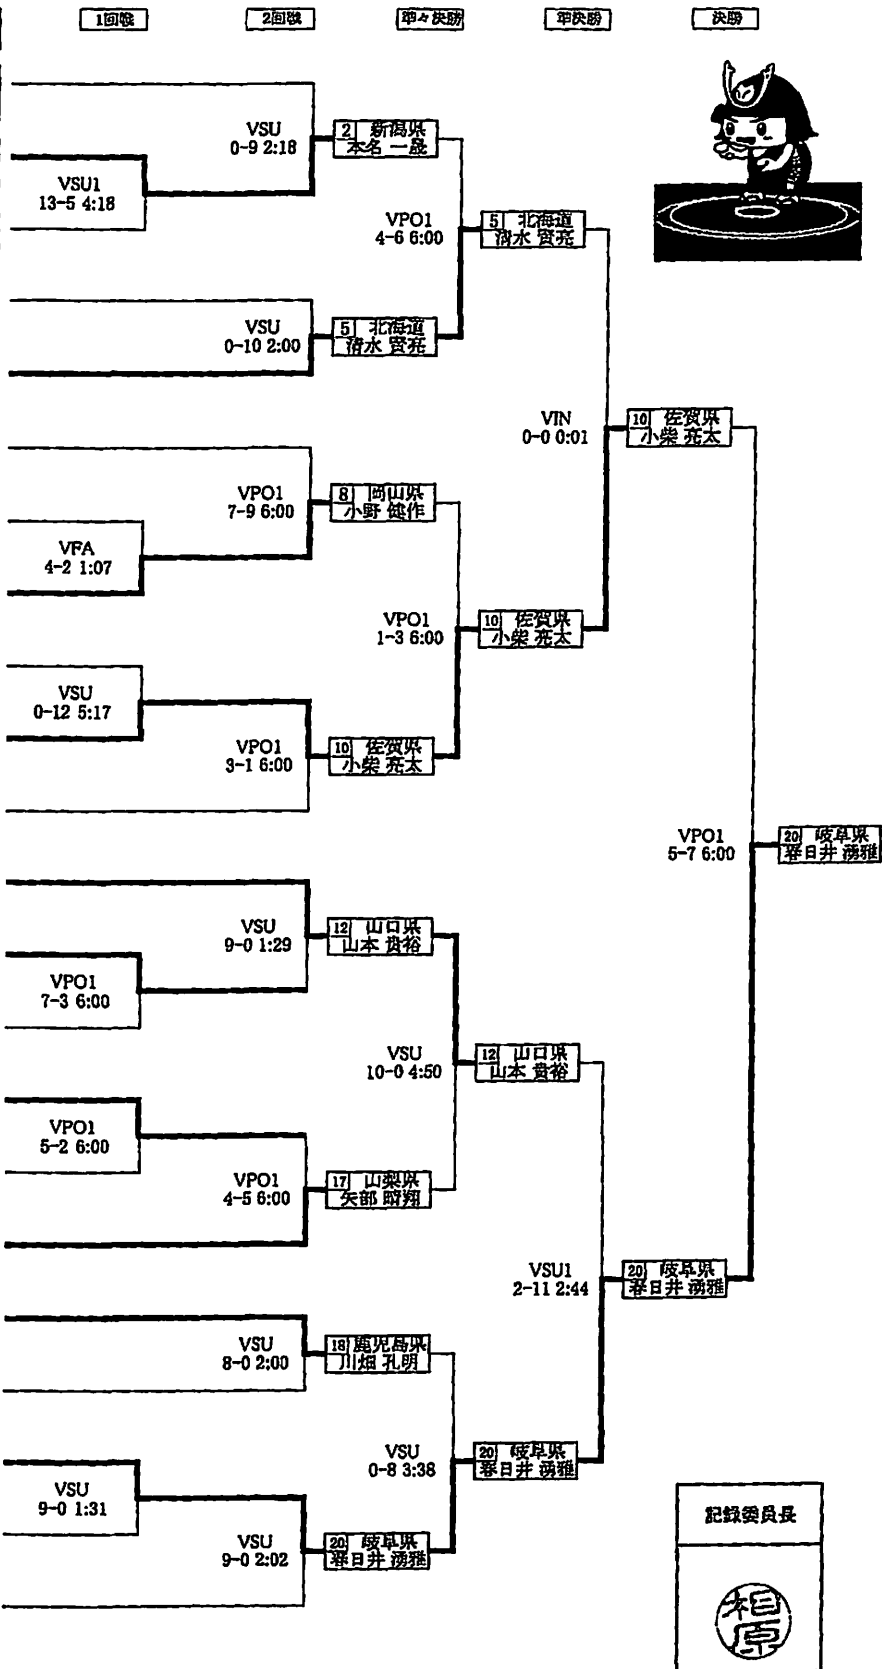 1回戦
2回戦
準々決勝
準決勝
決勝
VSU
0-9 2:18
2 新潟県
本名 一晟
VSU1
13-5 4:18
VPO1
4-6 6:00
5 北海道
清水 賢亮
VSU
0-10 2:00
5 北海道
清水 賢亮
VIN
0-0 0:01
10 佐賀県
小柴 亮太
VPO1
7-9 6:00
8 岡山県
小野 健作
VFA
4-2 1:07
VPO1
1-3 6:00
10 佐賀県
小柴 亮太
VSU
0-12 5:17
VPO1
3-1 6:00
10 佐賀県
小柴 亮太
VPO1
5-7 6:00
20 岐阜県
春日井 湧雅
VSU
9-0 1:29
12 山口県
山本 貴裕
VPO1
7-3 6:00
VSU
10-0 4:50
12 山口県
山本 貴裕
VPO1
5-2 6:00
VPO1
4-5 6:00
17 山梨県
矢部 晴翔
VSU1
2-11 2:44
20 岐阜県
春日井 湧雅
VSU
8-0 2:00
18 鹿児島県
川畑 孔明
VSU
0-8 3:38
20 岐阜県
春日井 湧雅
VSU
9-0 1:31
VSU
9-0 2:02
20 岐阜県
春日井 湧雅
記録委員長
相原